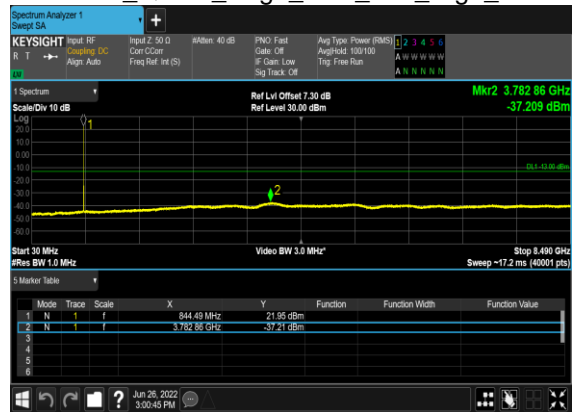 Spectrum Analyzer 1
Swept SA
+
KEYSIGHT Input: RF Input Z: 50 Ω #Atten: 40 dB PNO: Fast Avg Type: Power (RMS) 1 2 3 4 5 6
R T Coupling: DC Corr CCorr Gate: Off Avg|Hold: 100/100 A W W W W W
Align: Auto Freq Ref: Int (S) IF Gain: Low Trig: Free Run
LW Sig Track: Off A N N N N N
1 Spectrum
Ref Lvl Offset 7.30 dB Mkr2 3.782 86 GHz
Scale/Div 10 dB Ref Level 30.00 dBm -37.209 dBm
Log
1
20.0
10.0
0.00
-10.0
DL1 -13.00 dBm
-20.0
-30.0
2
-40.0
-50.0
-60.0
Start 30 MHz Video BW 3.0 MHz* Stop 8.490 GHz
#Res BW 1.0 MHz Sweep ~17.2 ms (40001 pts)
5 Marker Table
Mode Trace Scale X Y Function Function Width Function Value
1 N 1 f 844.49 MHz 21.95 dBm
2 N 1 f 3.782 86 GHz -37.21 dBm
3
4
5
6
? Jun 26, 2022
3:00:45 PM